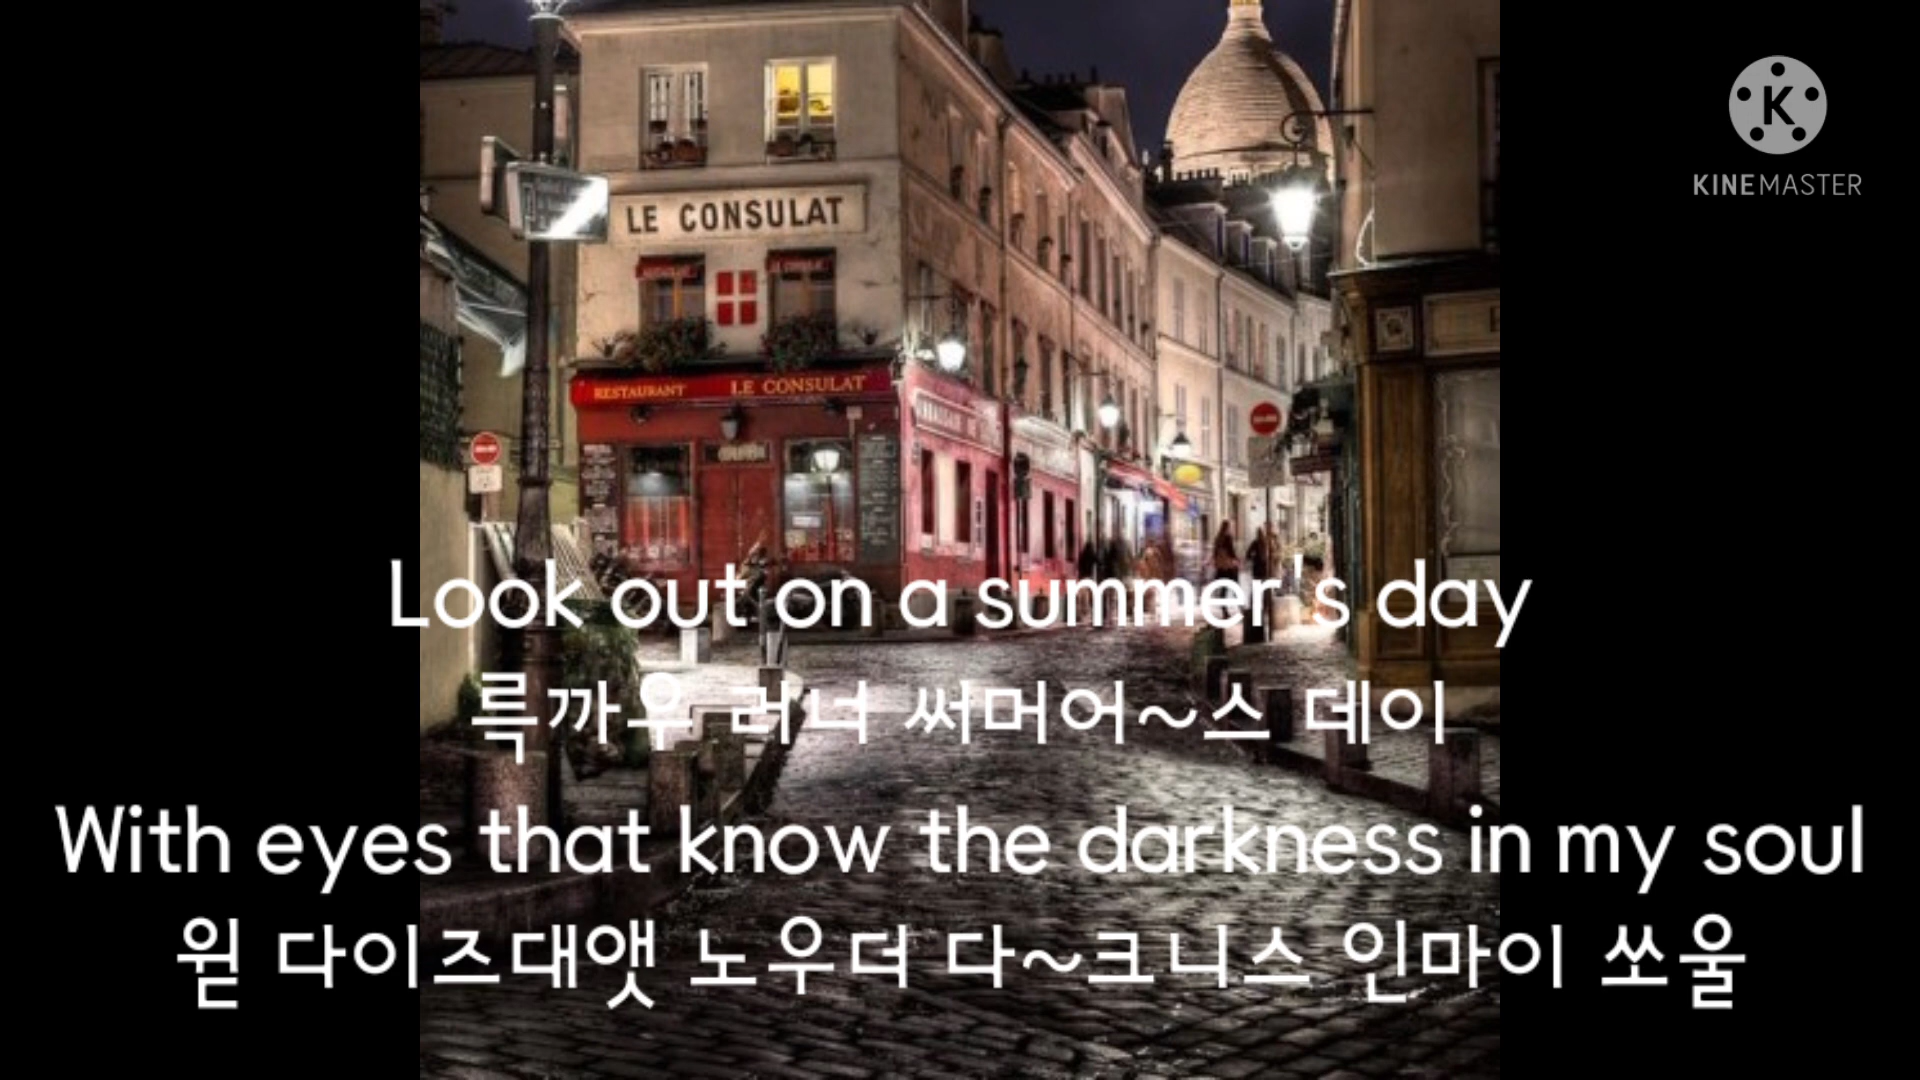 LE CONSULAT
RESTAURANT LE CONSULAT
K
KINEMASTER
Look out on a summer's day
륵까우 러너 써머어~스 데이
With eyes that know the darkness in my soul
윋 다이즈대앳 노우더 다~크니스 인마이 쏘울